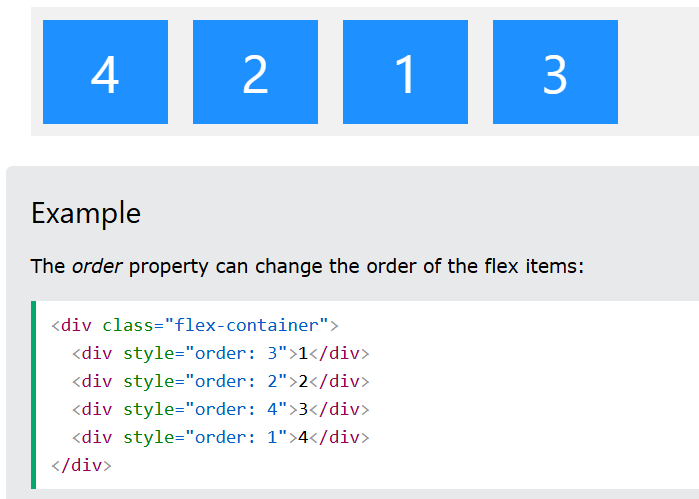 4 2 1 3
Example
The order property can change the order of the flex items:
<div class="flex-container">
  <div style="order: 3">1</div>
  <div style="order: 2">2</div>
  <div style="order: 4">3</div>
  <div style="order: 1">4</div>
</div>